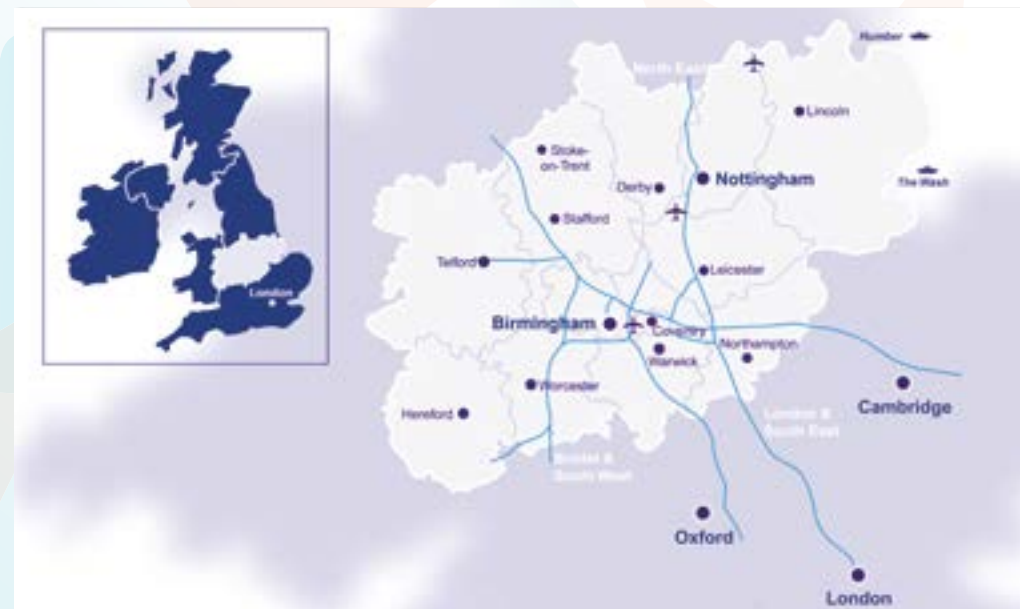 Humber
North East
Lincoln
Stoke-
on-Trent
Derby
Nottingham
The Wash
Stafford
Telford
Leicester
London
Birmingham
Coventry
Northampton
Warwick
Worcester
Cambridge
Hereford
London &
South East
Bristol &
South West
Oxford
London